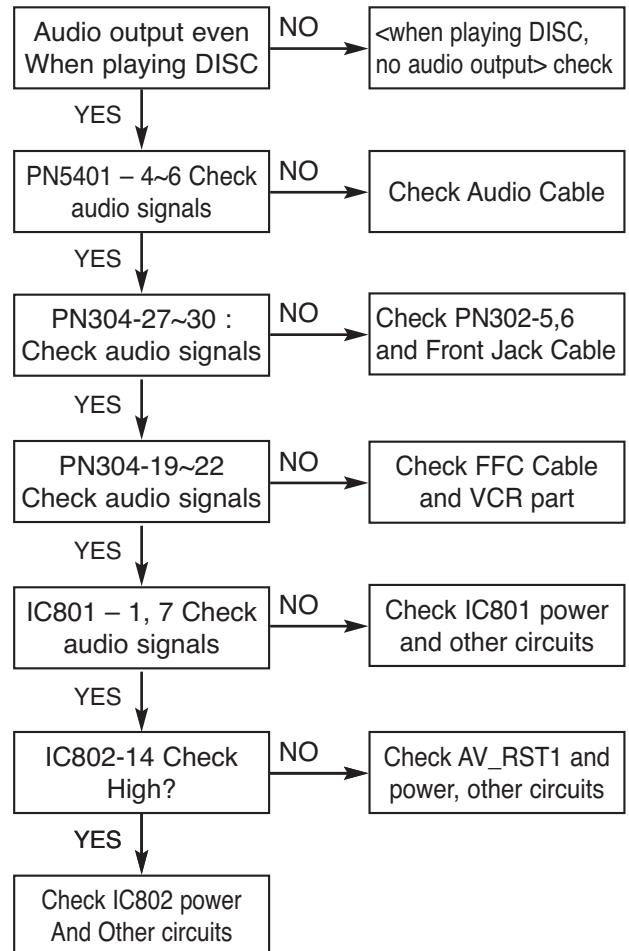 Audio output even
When playing DISC
NO
<when playing DISC,
no audio output> check
YES
PN5401 – 4~6 Check
audio signals
NO
Check Audio Cable
YES
PN304-27~30 :
Check audio signals
NO
Check PN302-5,6
and Front Jack Cable
YES
PN304-19~22
Check audio signals
NO
Check FFC Cable
and VCR part
YES
IC801 – 1, 7 Check
audio signals
NO
Check IC801 power
and other circuits
YES
IC802-14 Check
High?
NO
Check AV_RST1 and
power, other circuits
YES
Check IC802 power
And Other circuits